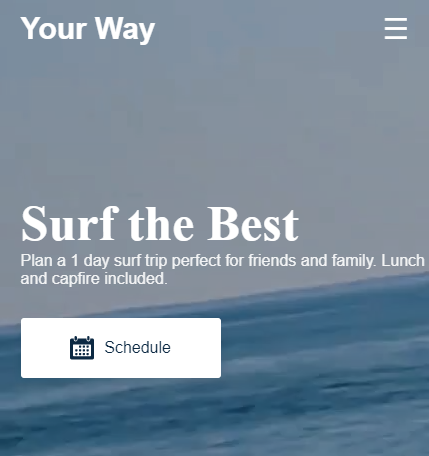 Your Way
Surf the Best
Plan a 1 day surf trip perfect for friends and family. Lunch
and capfire included.
Schedule